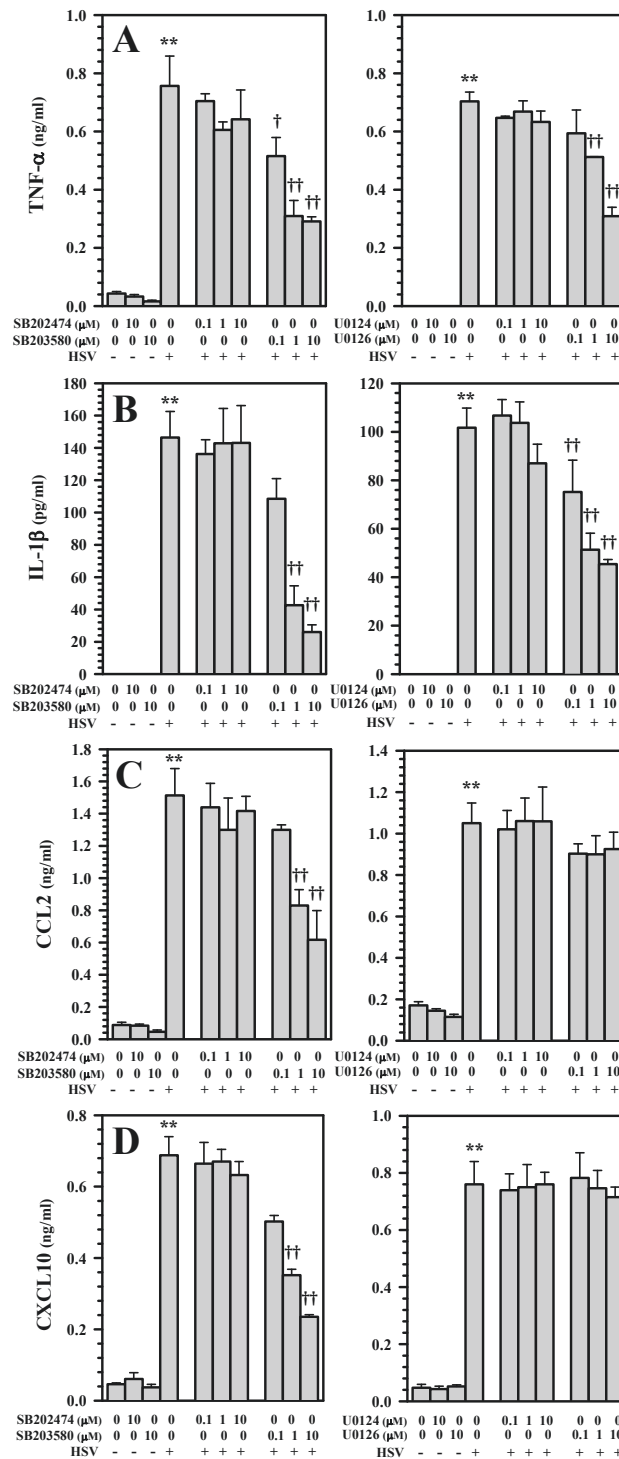 A
TNF-α (ng/ml)
1.0
0.8
0.6
0.4
0.2
0.0
**
†
††
††
SB202474 (μM) 0 10 0 0 0.1 1 10 0 0 0
SB203580 (μM) 0 0 10 0 0 0 0 0.1 1 10
HSV - - - + + + + + + +
1.0
0.8
0.6
0.4
0.2
0.0
**
††
††
U0124 (μM) 0 10 0 0 0.1 1 10 0 0 0
U0126 (μM) 0 0 10 0 0 0 0 0.1 1 10
HSV - - - + + + + + + +
B
IL-1β (pg/ml)
180
160
140
120
100
80
60
40
20
0
**
††
††
SB202474 (μM) 0 10 0 0 0.1 1 10 0 0 0
SB203580 (μM) 0 0 10 0 0 0 0 0.1 1 10
HSV - - - + + + + + + +
120
100
80
60
40
20
0
**
††
††
††
U0124 (μM) 0 10 0 0 0.1 1 10 0 0 0
U0126 (μM) 0 0 10 0 0 0 0 0.1 1 10
HSV - - - + + + + + + +
C
CCL2 (ng/ml)
1.8
1.6
1.4
1.2
1.0
0.8
0.6
0.4
0.2
0.0
**
††
††
SB202474 (μM) 0 10 0 0 0.1 1 10 0 0 0
SB203580 (μM) 0 0 10 0 0 0 0 0.1 1 10
HSV - - - + + + + + + +
1.4
1.2
1.0
0.8
0.6
0.4
0.2
0.0
**
U0124 (μM) 0 10 0 0 0.1 1 10 0 0 0
U0126 (μM) 0 0 10 0 0 0 0 0.1 1 10
HSV - - - + + + + + + +
D
CXCL10 (ng/ml)
0.8
0.6
0.4
0.2
0.0
**
††
††
SB202474 (μM) 0 10 0 0 0.1 1 10 0 0 0
SB203580 (μM) 0 0 10 0 0 0 0 0.1 1 10
HSV - - - + + + + + + +
1.0
0.8
0.6
0.4
0.2
0.0
**
U0124 (μM) 0 10 0 0 0.1 1 10 0 0 0
U0126 (μM) 0 0 10 0 0 0 0 0.1 1 10
HSV - - - + + + + + + +